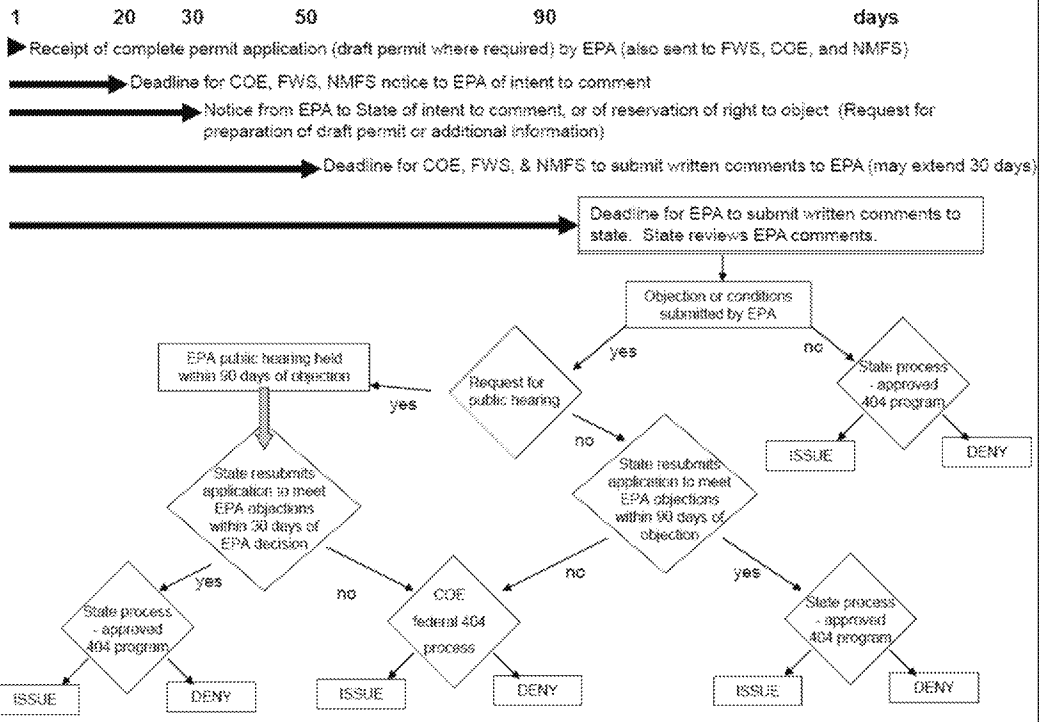 1 20 30 50 90 days
Receipt of complete permit application (draft permit where required) by EPA (also sent to FWS, COE, and NMFS)
Deadline for COE, FWS, NMFS notice to EPA of intent to comment
Notice from EPA to State of intent to comment, or of reservation of right to object (Request for
preparation of draft permit or additional information)
Deadline for COE, FWS, & NMFS to submit written comments to EPA (may extend 30 days)
Deadline for EPA to submit written comments to
state. State reviews EPA comments.
Objection or conditions
submitted by EPA
yes
no
EPA public hearing held
within 90 days of objection
yes
Request for
public hearing
no
State process
- approved
404 program
ISSUE
DENY
State resubmits
application to meet
EPA objections
within 30 days of
EPA decision
State resubmits
application to meet
EPA objections
within 90 days of
objection
yes
no
no
yes
State process
- approved
404 program
COE
federal 404
process
State process
- approved
404 program
ISSUE
DENY
ISSUE
DENY
ISSUE
DENY